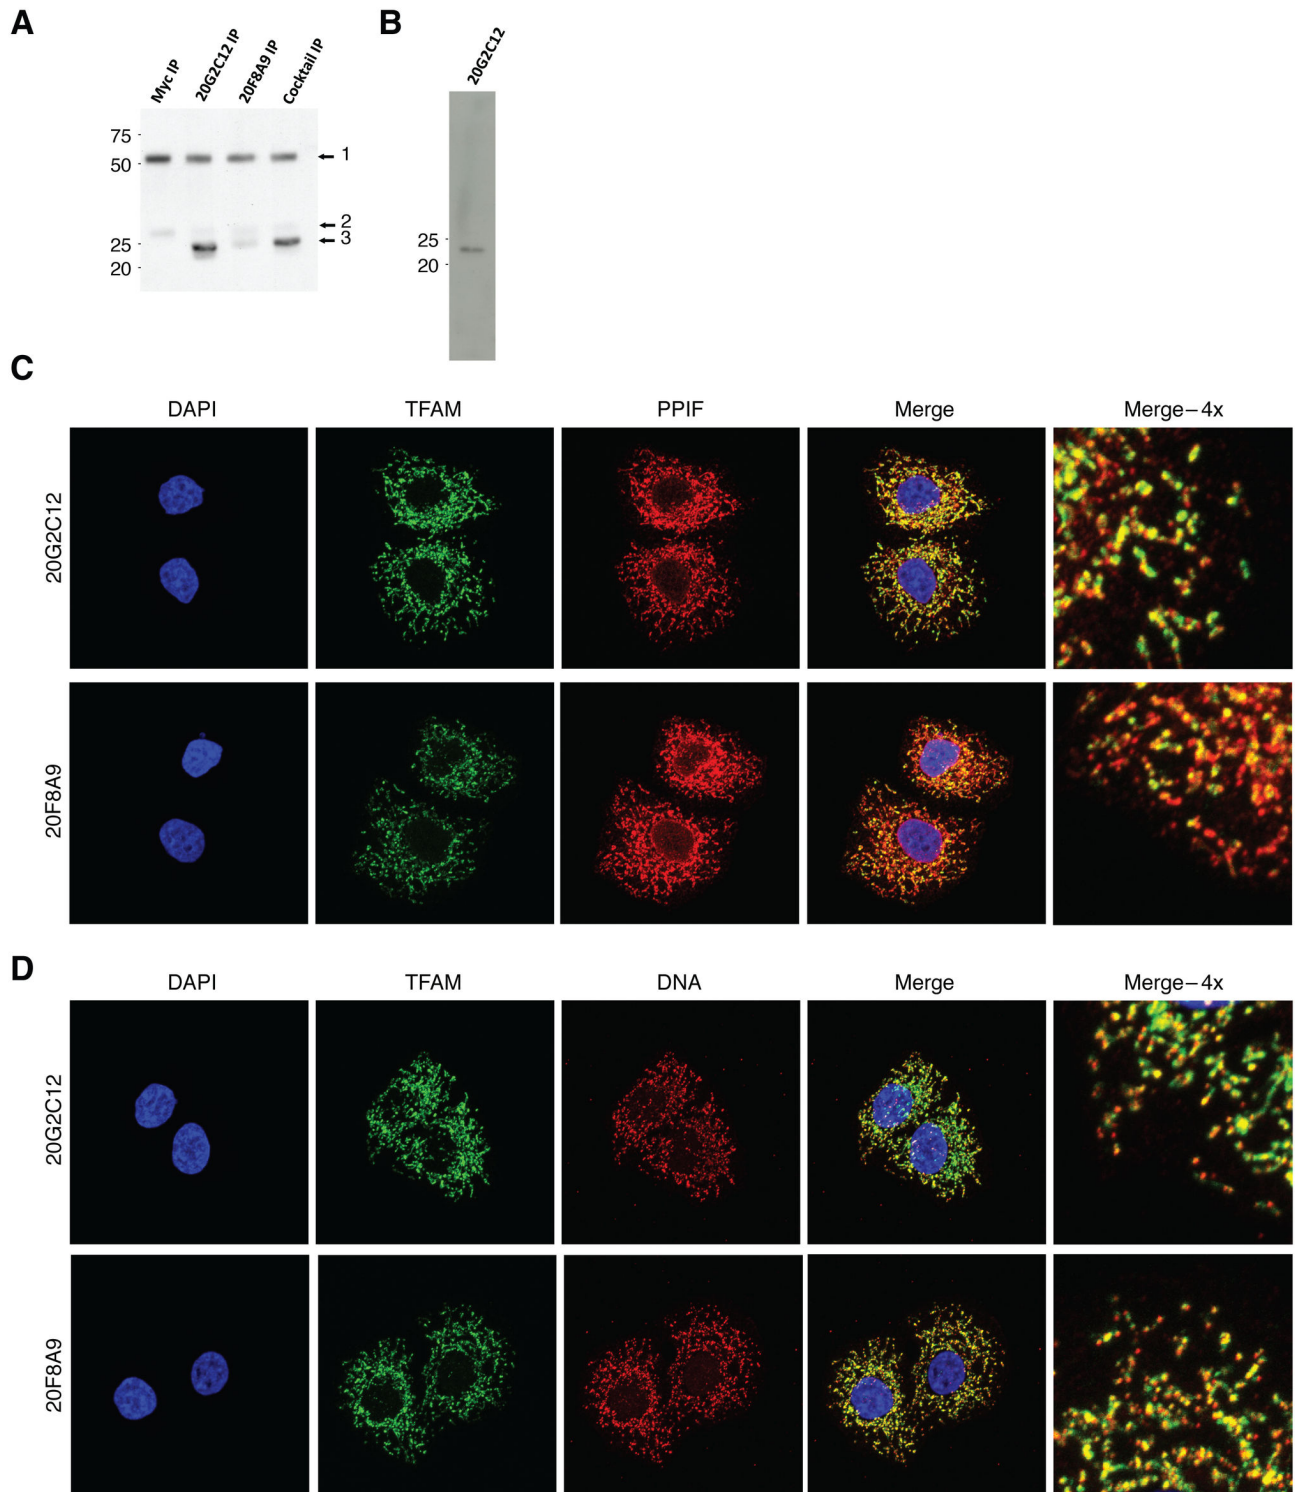 A
B
Myc IP
20G2C12 IP
20F8A9 IP
Cocktail IP
20G2C12
75
50
25
20
1
2
3
25
20
C
DAPI
TFAM
PPIF
Merge
Merge–4x
20G2C12
20F8A9
D
DAPI
TFAM
DNA
Merge
Merge–4x
20G2C12
20F8A9